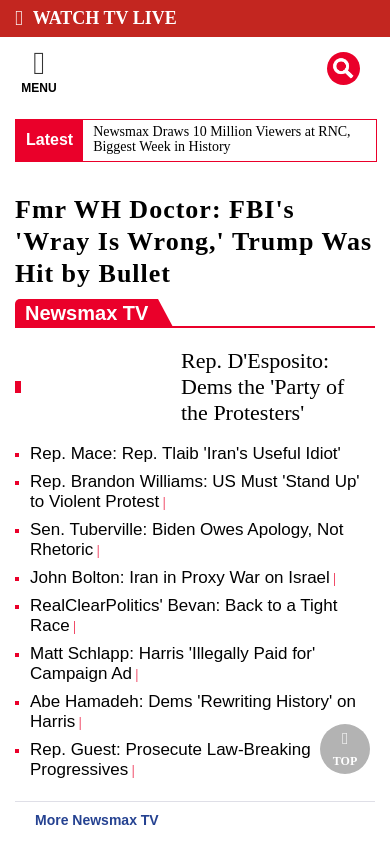 WATCH TV LIVE
MENU
Latest
Newsmax Draws 10 Million Viewers at RNC,
Biggest Week in History
Fmr WH Doctor: FBI's
'Wray Is Wrong,' Trump Was
Hit by Bullet
Newsmax TV
Rep. D'Esposito:
Dems the 'Party of
the Protesters'
Rep. Mace: Rep. Tlaib 'Iran's Useful Idiot'
Rep. Brandon Williams: US Must 'Stand Up'
to Violent Protest |
Sen. Tuberville: Biden Owes Apology, Not
Rhetoric |
John Bolton: Iran in Proxy War on Israel |
RealClearPolitics' Bevan: Back to a Tight
Race |
Matt Schlapp: Harris 'Illegally Paid for'
Campaign Ad |
Abe Hamadeh: Dems 'Rewriting History' on
Harris |
Rep. Guest: Prosecute Law-Breaking
Progressives |
TOP
More Newsmax TV